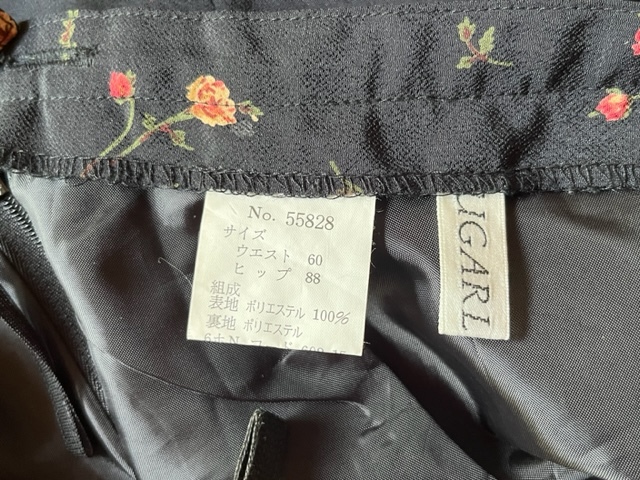 No. 55828
サイズ
ウエスト 60
ヒップ 88
組成
表地 ポリエステル 100%
裏地 ポリエステル
LIGARL